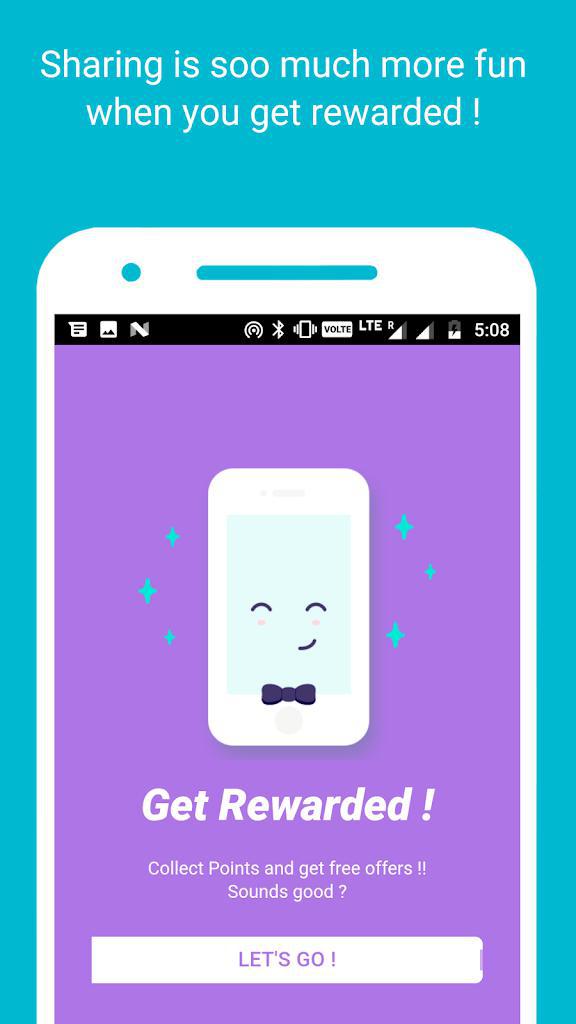 Sharing is soo much more fun
when you get rewarded !
VOLTE LTE R 5:08
Get Rewarded !
Collect Points and get free offers !!
Sounds good ?
LET'S GO !